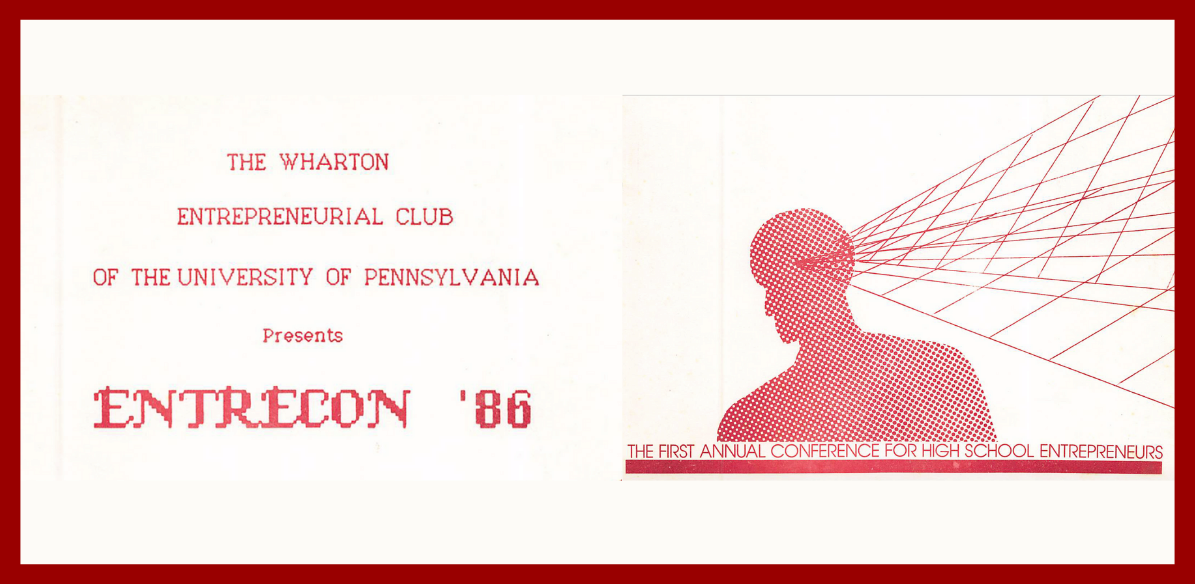 THE WHARTON
ENTREPRENEURIAL CLUB
OF THE UNIVERSITY OF PENNSYLVANIA
Presents
ENTRECON '86
THE FIRST ANNUAL CONFERENCE FOR HIGH SCHOOL ENTREPRENEURS